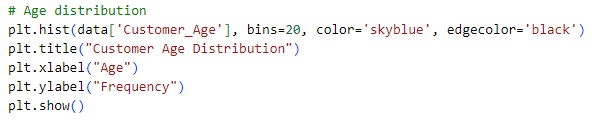 # Age distribution
plt.hist(data['Customer_Age'], bins=20, color='skyblue', edgecolor='black')
plt.title("Customer Age Distribution")
plt.xlabel("Age")
plt.ylabel("Frequency")
plt.show()